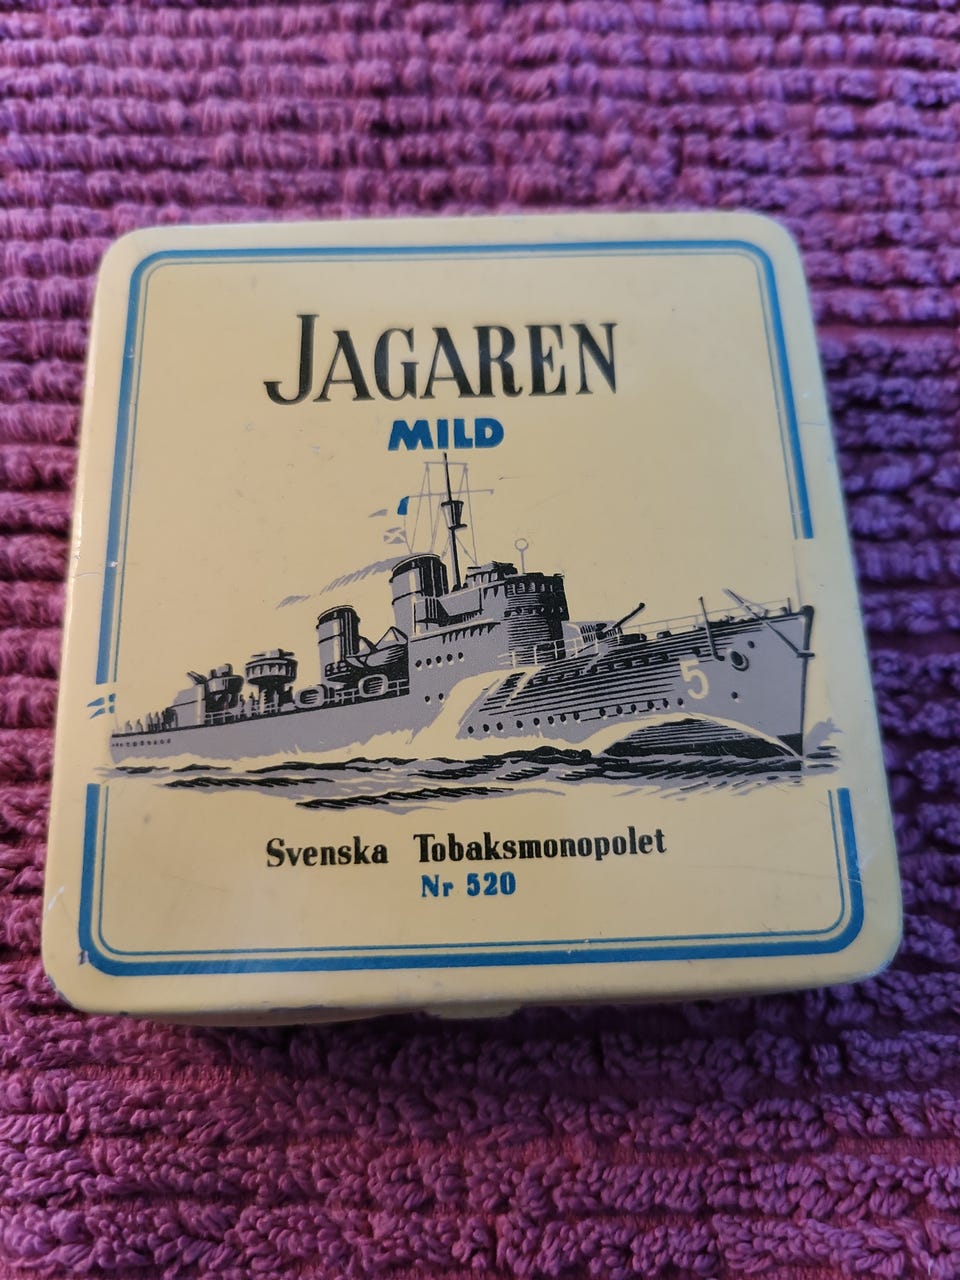 JAGAREN
MILD
5
Svenska Tobaksmonopolet
Nr 520